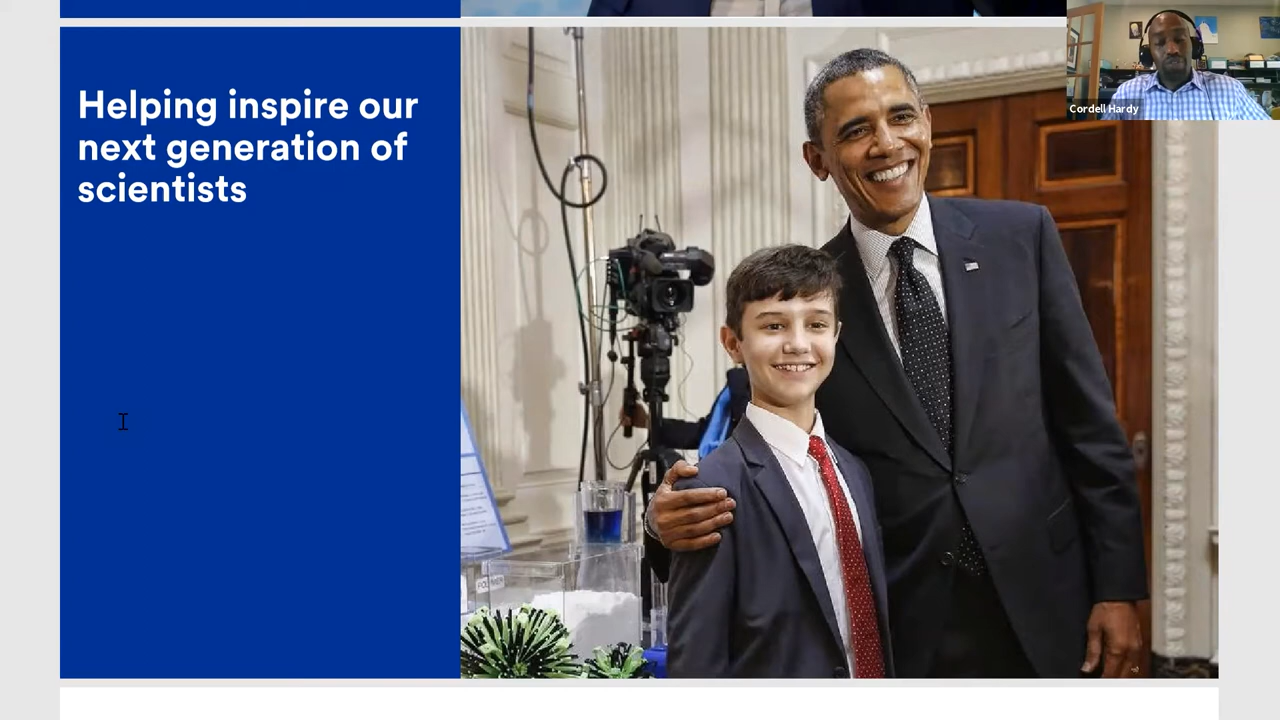 Helping inspire our
next generation of
scientists
Cordell Hardy